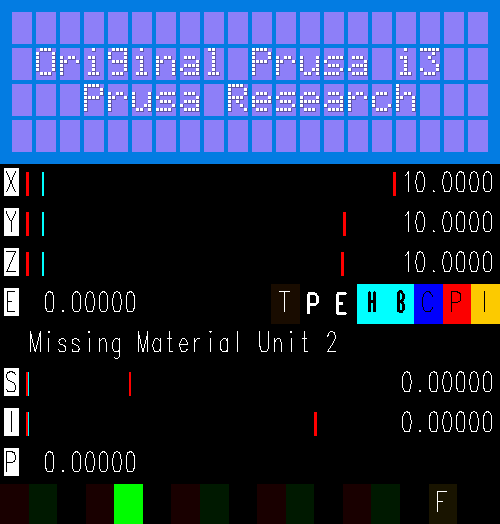 Original Prusa i3
Prusa Research
X 10.0000
Y 10.0000
Z 10.0000
E 0.00000 T P E H B C P I
Missing Material Unit 2
S 0.00000
I 0.00000
P 0.00000
F